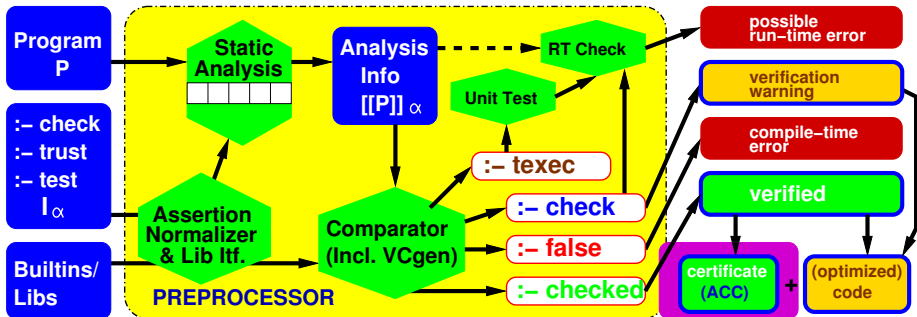 Program
P
:– check
:– trust
:– test
I α
Builtins/
Libs
Static
Analysis
Assertion
Normalizer
& Lib Itf.
PREPROCESSOR
Analysis
Info
[[P]] α
Comparator
(Incl. VCgen)
RT Check
Unit Test
:– texec
:– check
:– false
:– checked
possible
run–time error
verification
warning
compile–time
error
verified
certificate
(ACC)
+
(optimized)
code